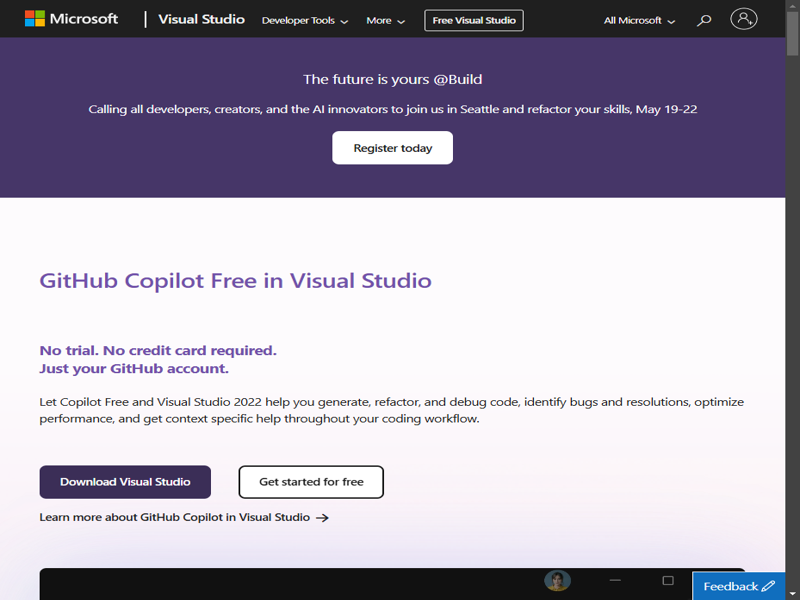 Microsoft
Visual Studio
Developer Tools
More
Free Visual Studio
All Microsoft
The future is yours @Build
Calling all developers, creators, and the AI innovators to join us in Seattle and refactor your skills, May 19-22
Register today
GitHub Copilot Free in Visual Studio
No trial. No credit card required.
Just your GitHub account.
Let Copilot Free and Visual Studio 2022 help you generate, refactor, and debug code, identify bugs and resolutions, optimize
performance, and get context specific help throughout your coding workflow.
Download Visual Studio
Get started for free
Learn more about GitHub Copilot in Visual Studio
Feedback